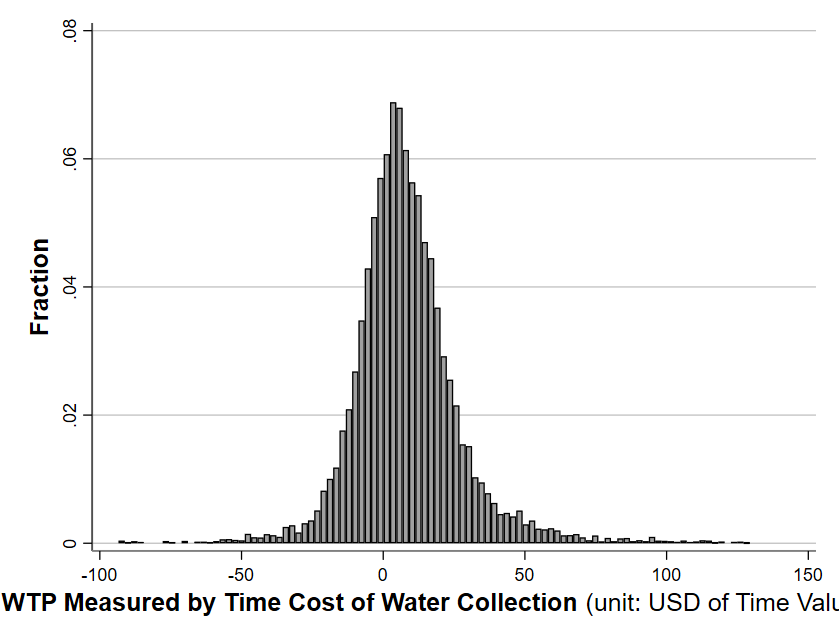 .08
.06
.04
.02
0
Fraction
-100 -50 0 50 100 150
WTP Measured by Time Cost of Water Collection (unit: USD of Time Valu